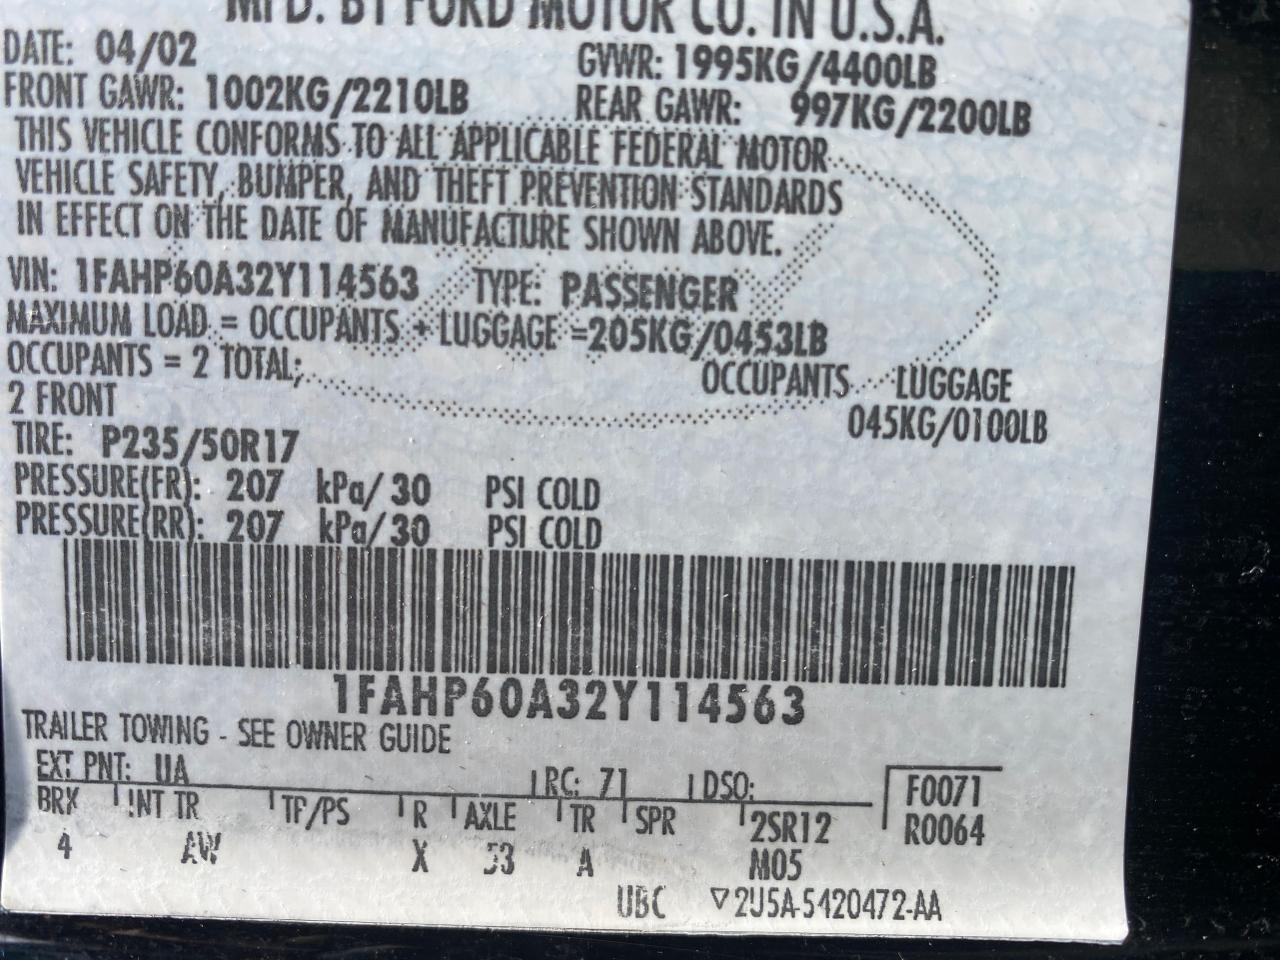 MFD. BY FORD MOTOR CO. IN U.S.A.
DATE: 04/02 GVWR: 1995KG/4400LB
FRONT GAWR: 1002KG/2210LB REAR GAWR: 997KG/2200LB
THIS VEHICLE CONFORMS TO ALL APPLICABLE FEDERAL MOTOR
VEHICLE SAFETY, BUMPER, AND THEFT PREVENTION STANDARDS
IN EFFECT ON THE DATE OF MANUFACTURE SHOWN ABOVE.
VIN: 1FAHP60A32Y114563 TYPE: PASSENGER
MAXIMUM LOAD = OCCUPANTS + LUGGAGE =205KG/0453LB
OCCUPANTS = 2 TOTAL; OCCUPANTS LUGGAGE
2 FRONT 045KG/0100LB
TIRE: P235/50R17
PRESSURE(FR): 207 kPa/ 30 PSI COLD
PRESSURE(RR): 207 kPa/ 30 PSI COLD
1FAHP60A32Y114563
TRAILER TOWING - SEE OWNER GUIDE
EXT PNT: UA RC: 71 DSO: F0071
BRK INT TR TP/PS R AXLE TR SPR 2SR12 R0064
4 AW X 53 A M05
UBC ▽2U5A-5420472-AA